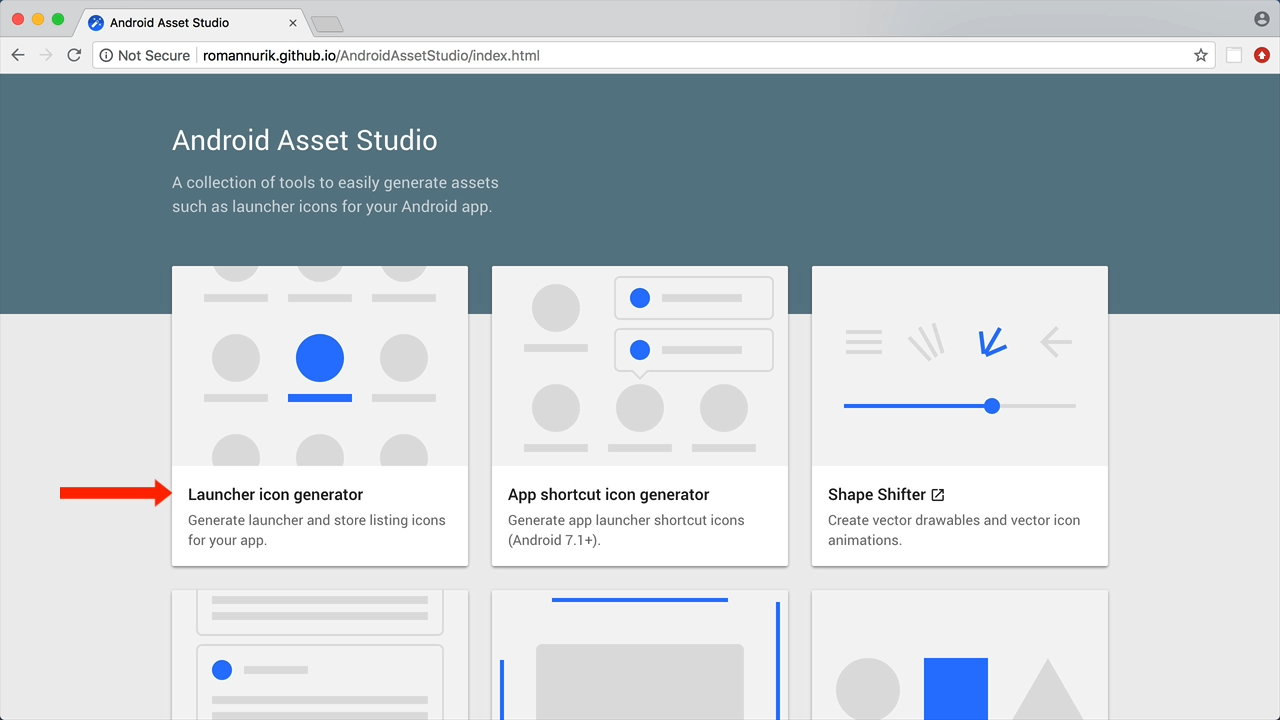 Android Asset Studio
Not Secure romannurik.github.io/AndroidAssetStudio/index.html
Android Asset Studio
A collection of tools to easily generate assets
such as launcher icons for your Android app.
Launcher icon generator
Generate launcher and store listing icons
for your app.
App shortcut icon generator
Generate app launcher shortcut icons
(Android 7.1+).
Shape Shifter
Create vector drawables and vector icon
animations.